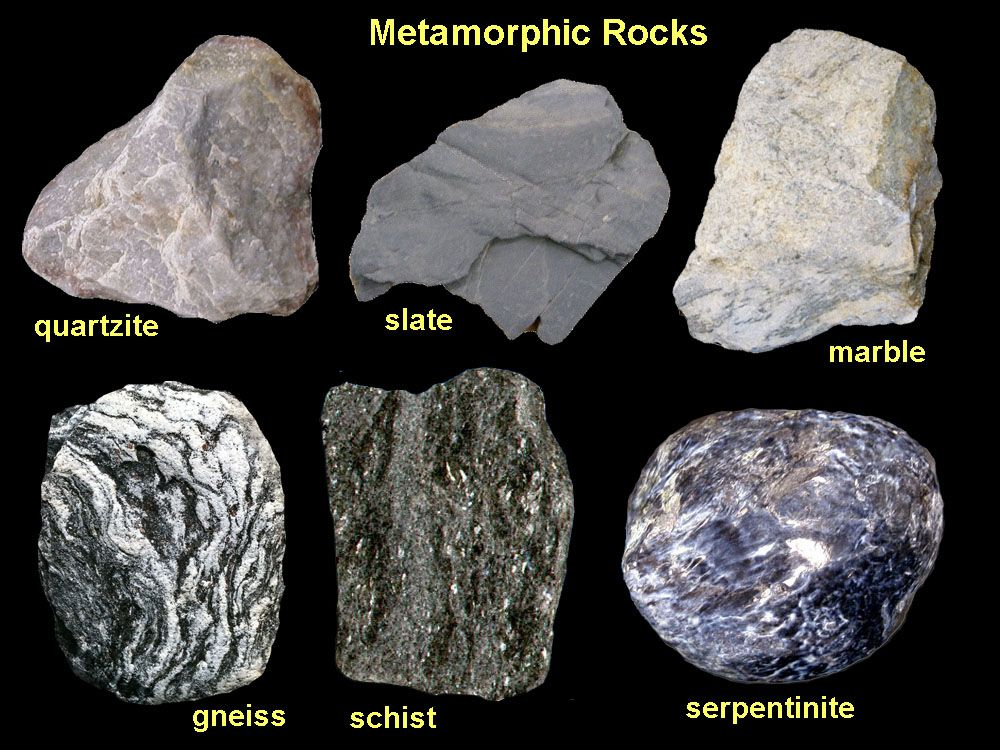 Metamorphic Rocks
quartzite
slate
marble
gneiss
schist
serpentinite